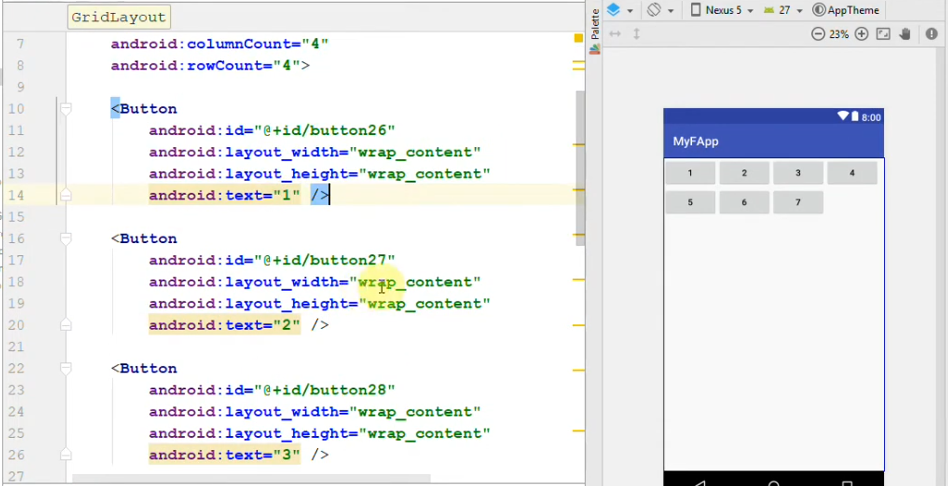 GridLayout
7 android:columnCount="4"
8 android:rowCount="4">
9
10 <Button
11 android:id="@+id/button26"
12 android:layout_width="wrap_content"
13 android:layout_height="wrap_content"
14 android:text="1" />
15
16 <Button
17 android:id="@+id/button27"
18 android:layout_width="wrap_content"
19 android:layout_height="wrap_content"
20 android:text="2" />
21
22 <Button
23 android:id="@+id/button28"
24 android:layout_width="wrap_content"
25 android:layout_height="wrap_content"
26 android:text="3" />
27
Palette
Nexus 5 27 AppTheme
23%
8:00
MyFApp
1 2 3 4
5 6 7